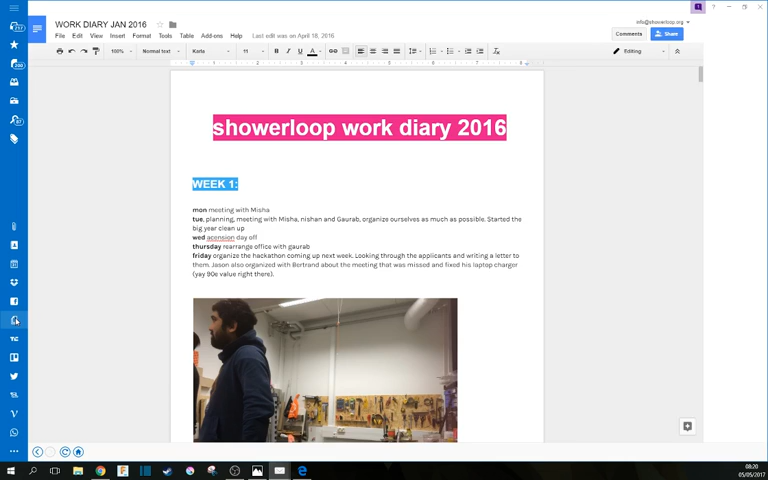 WORK DIARY JAN 2016
info@showerloop.org
File Edit View Insert Format Tools Table Add-ons Help Last edit was on April 18, 2016
Comments Share
100% Normal text Karla B I U A Editing
showerloop work diary 2016
WEEK 1:
mon meeting with Misha
tue, planning, meeting with Misha, nishan and Gaurab, organizes ourselves as much as possible. Started the
big year clean up
wed acension day off
thursday rearrange office with gaurab
friday organize the hackathon coming up next week. Looking through the applicants and writing a letter to
them. Jason also organized with Bertrand about the meeting that was missed and fixed his laptop charger
(yay 90e value right there).
08:20
05/05/2017